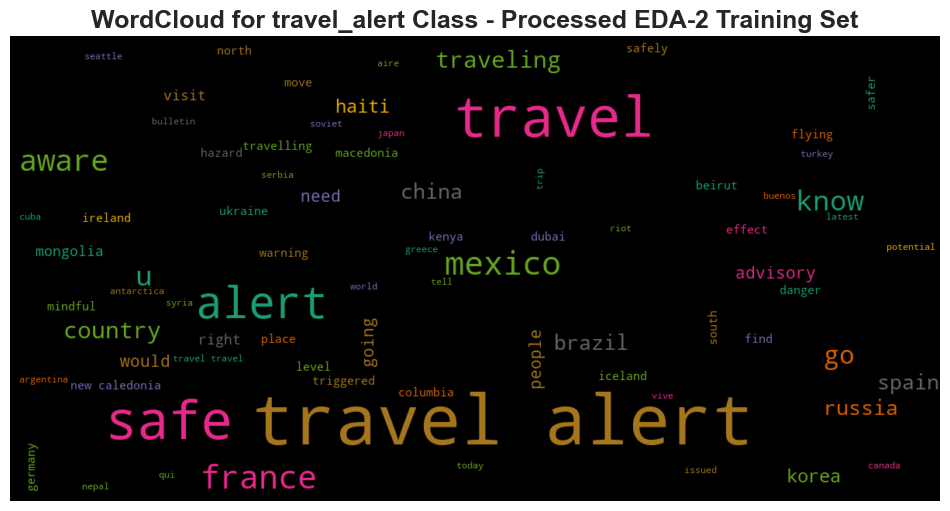 WordCloud for travel_alert Class - Processed EDA-2 Training Set
seattle
north
safely
aire
traveling
move
visit
haiti
safer
travel
bulletin
soviet
japan
flying
hazard
travelling
macedonia
turkey
aware
serbia
trip
need
china
beirut
buenos
know
cuba
ireland
ukraine
latest
kenya
dubai
riot
effect
mongolia
warning
greece
potential
u
mexico
advisory
tell
antarctica
world
danger
mindful
syria
alert
country
right
place
going
people
brazil
south
find
would
travel travel
level
go
argentina
new caledonia
triggered
iceland
spain
columbia
vive
safe
travel alert
russia
germany
qui
france
today
issued
korea
canada
nepal